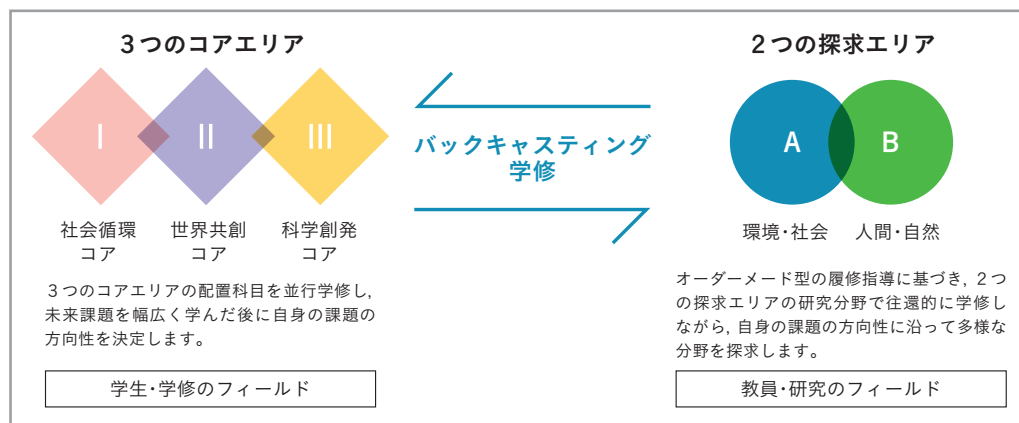 3つのコアエリア
I
II
III
社会循環
コア
世界共創
コア
科学創発
コア
3つのコアエリアの配置科目を並行学修し,
未来課題を幅広く学んだ後に自身の課題の
方向性を決定します。
学生・学修のフィールド
バックキャスティング
学修
2つの探求エリア
A
B
環境・社会
人間・自然
オーダーメード型の履修指導に基づき, 2つ
の探求エリアの研究分野で往還的に学修し
ながら, 自身の課題の方向性に沿って多様な
分野を探求します。
教員・研究のフィールド